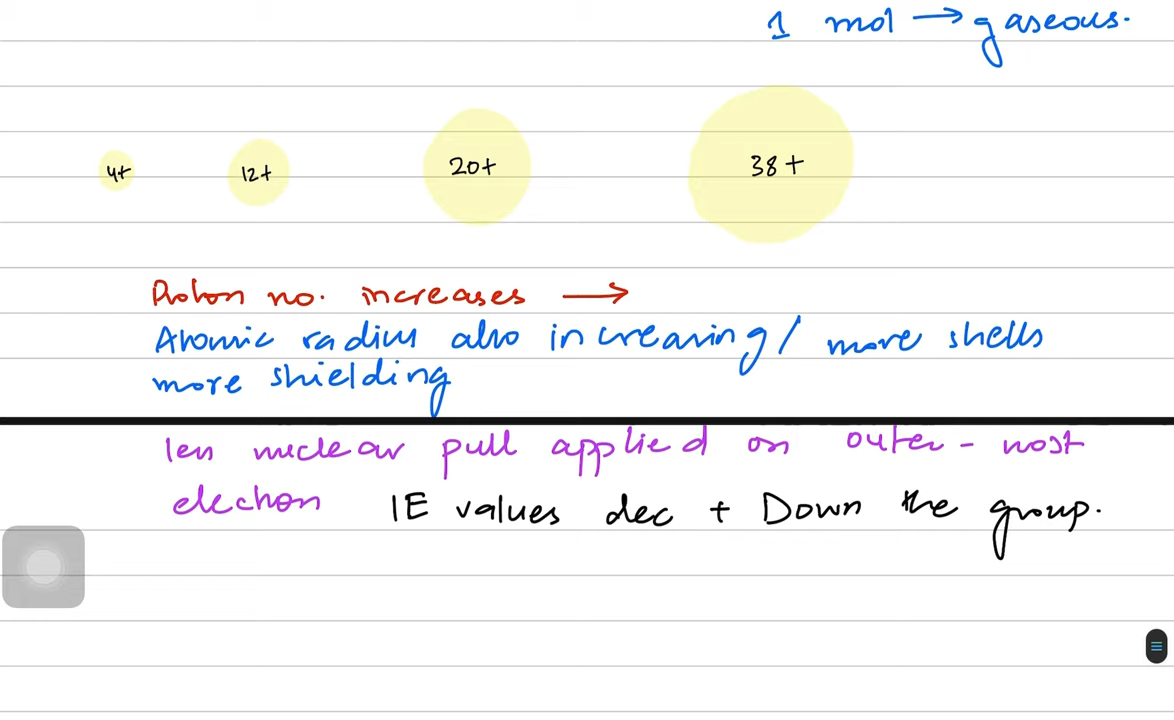 1 mol → gaseous.
4+ 12+ 20+ 38+
Proton no. increases →
Atomic radius also increasing / more shells
more shielding
less nuclear pull applied on outer-most
electron IE values dec + Down the group.